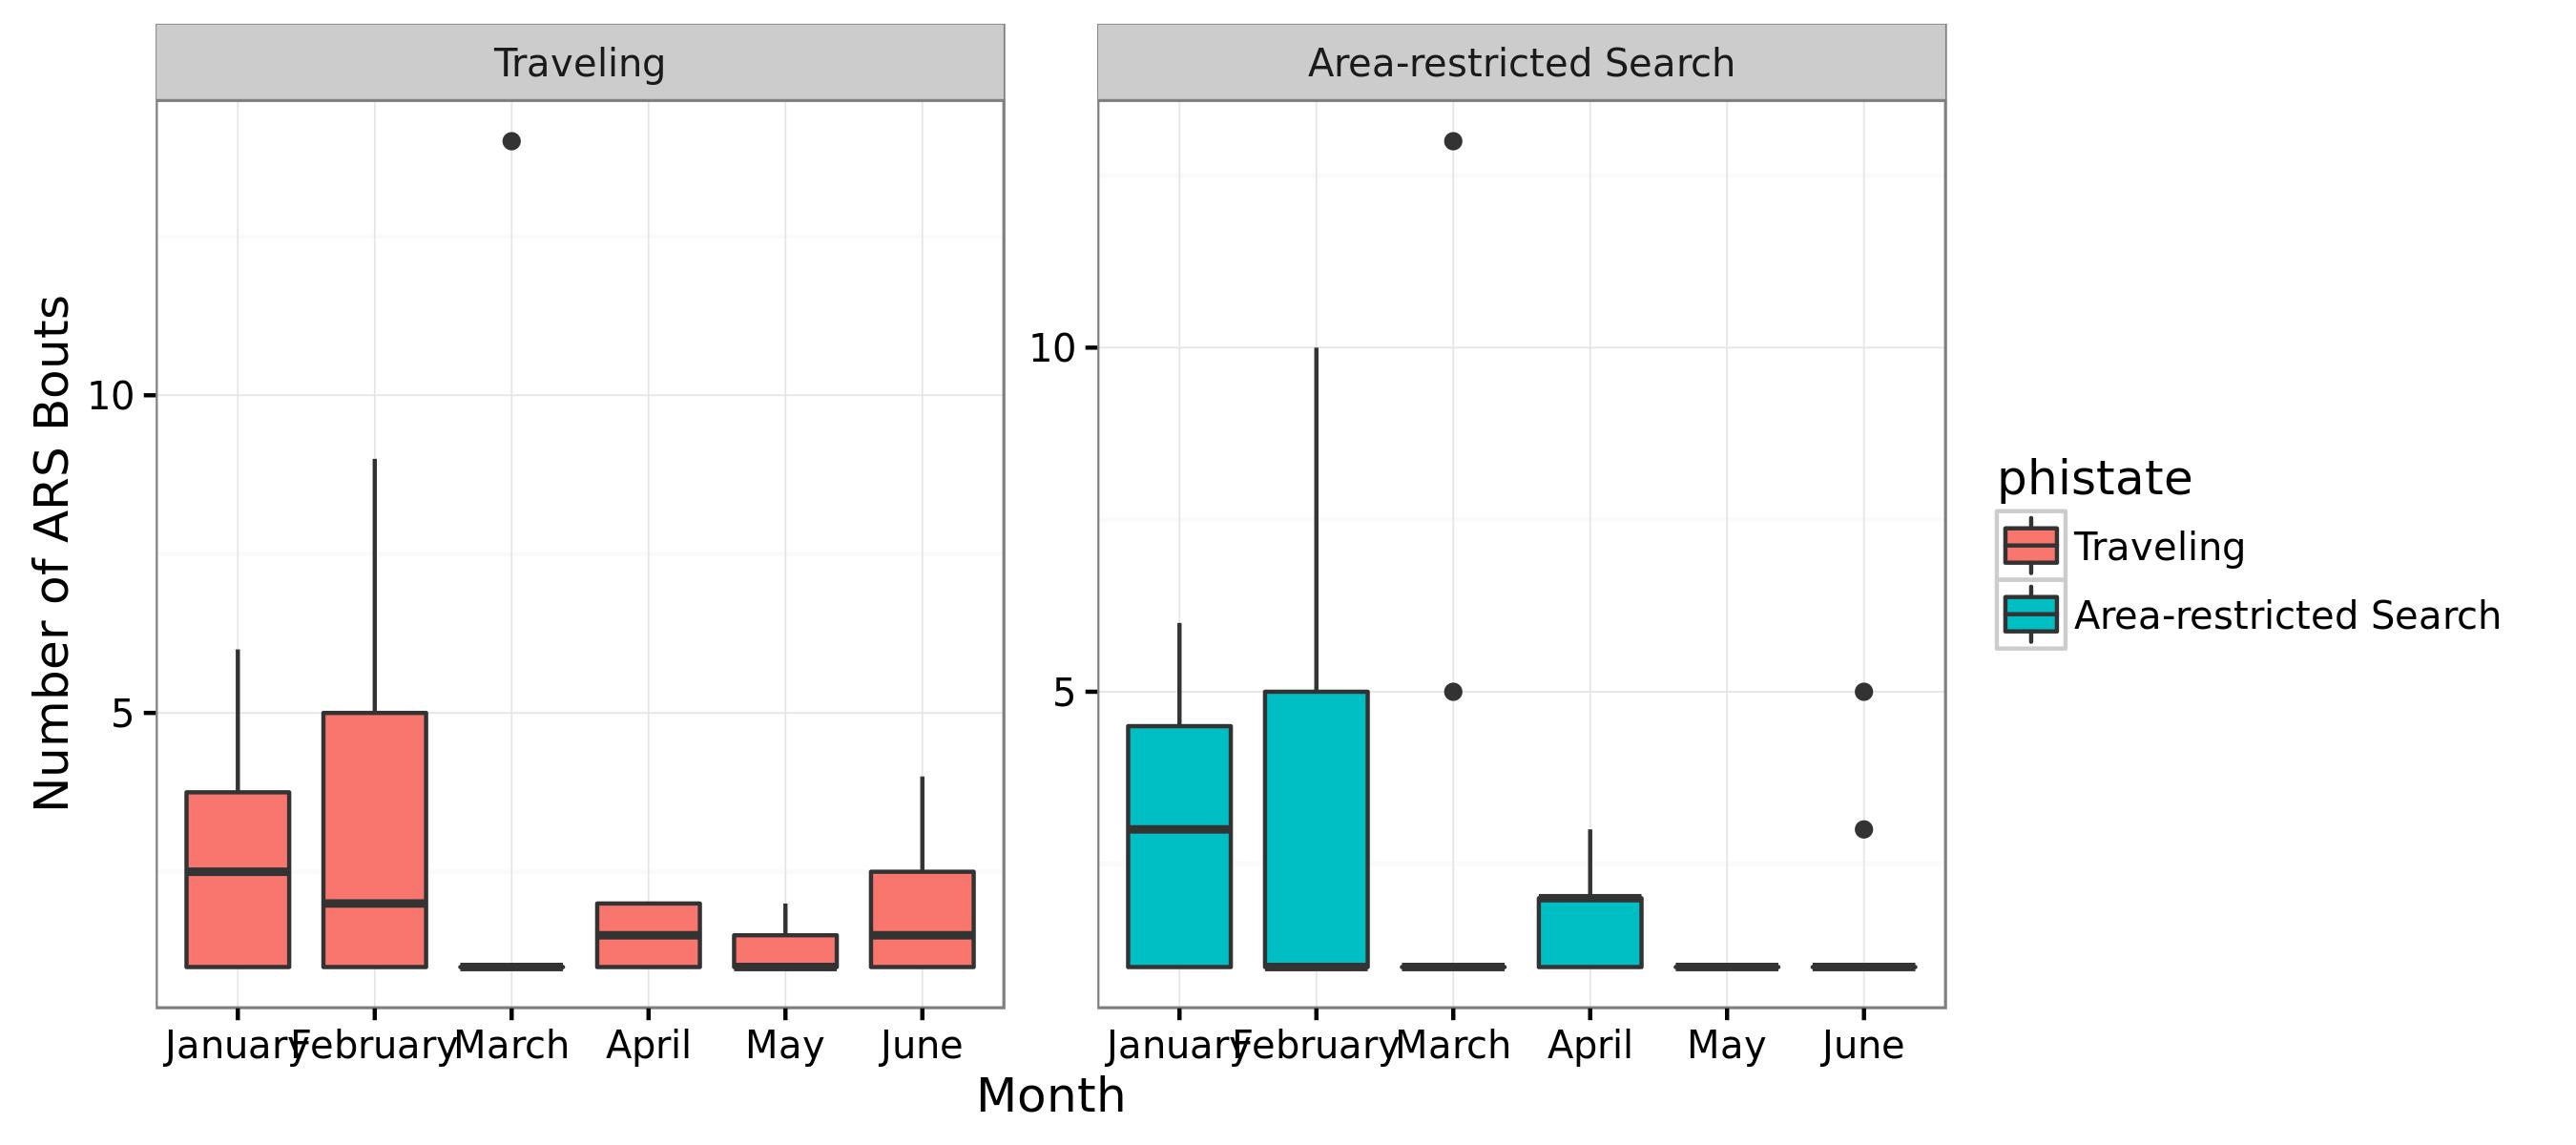 Traveling
Area-restricted Search
Number of ARS Bouts
10
5
10
5
January February March April May June
January February March April May June
Month
phistate
Traveling
Area-restricted Search